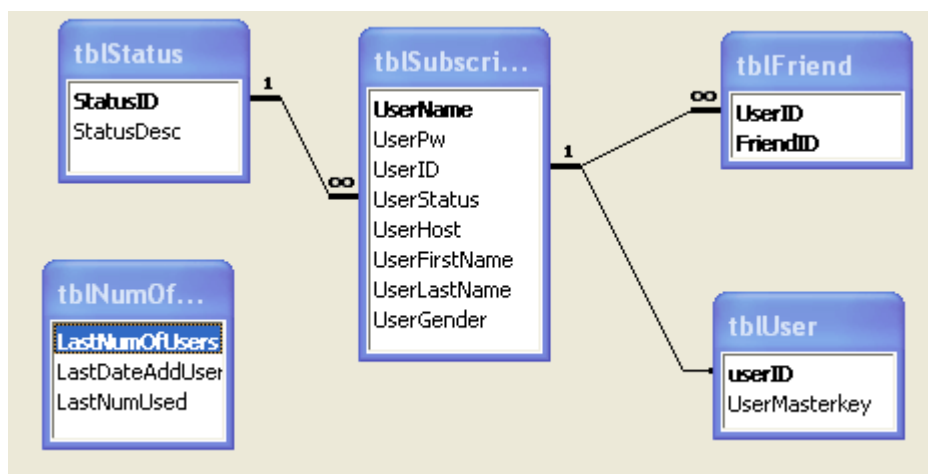 tblStatus
StatusID
StatusDesc
1
∞
tblSubscri...
UserName
UserPw
UserID
UserStatus
UserHost
UserFirstName
UserLastName
UserGender
1
∞
tblFriend
UserID
FriendID
tblNumOf...
LastNumOfUsers
LastDateAddUser
LastNumUsed
tblUser
userID
UserMasterkey